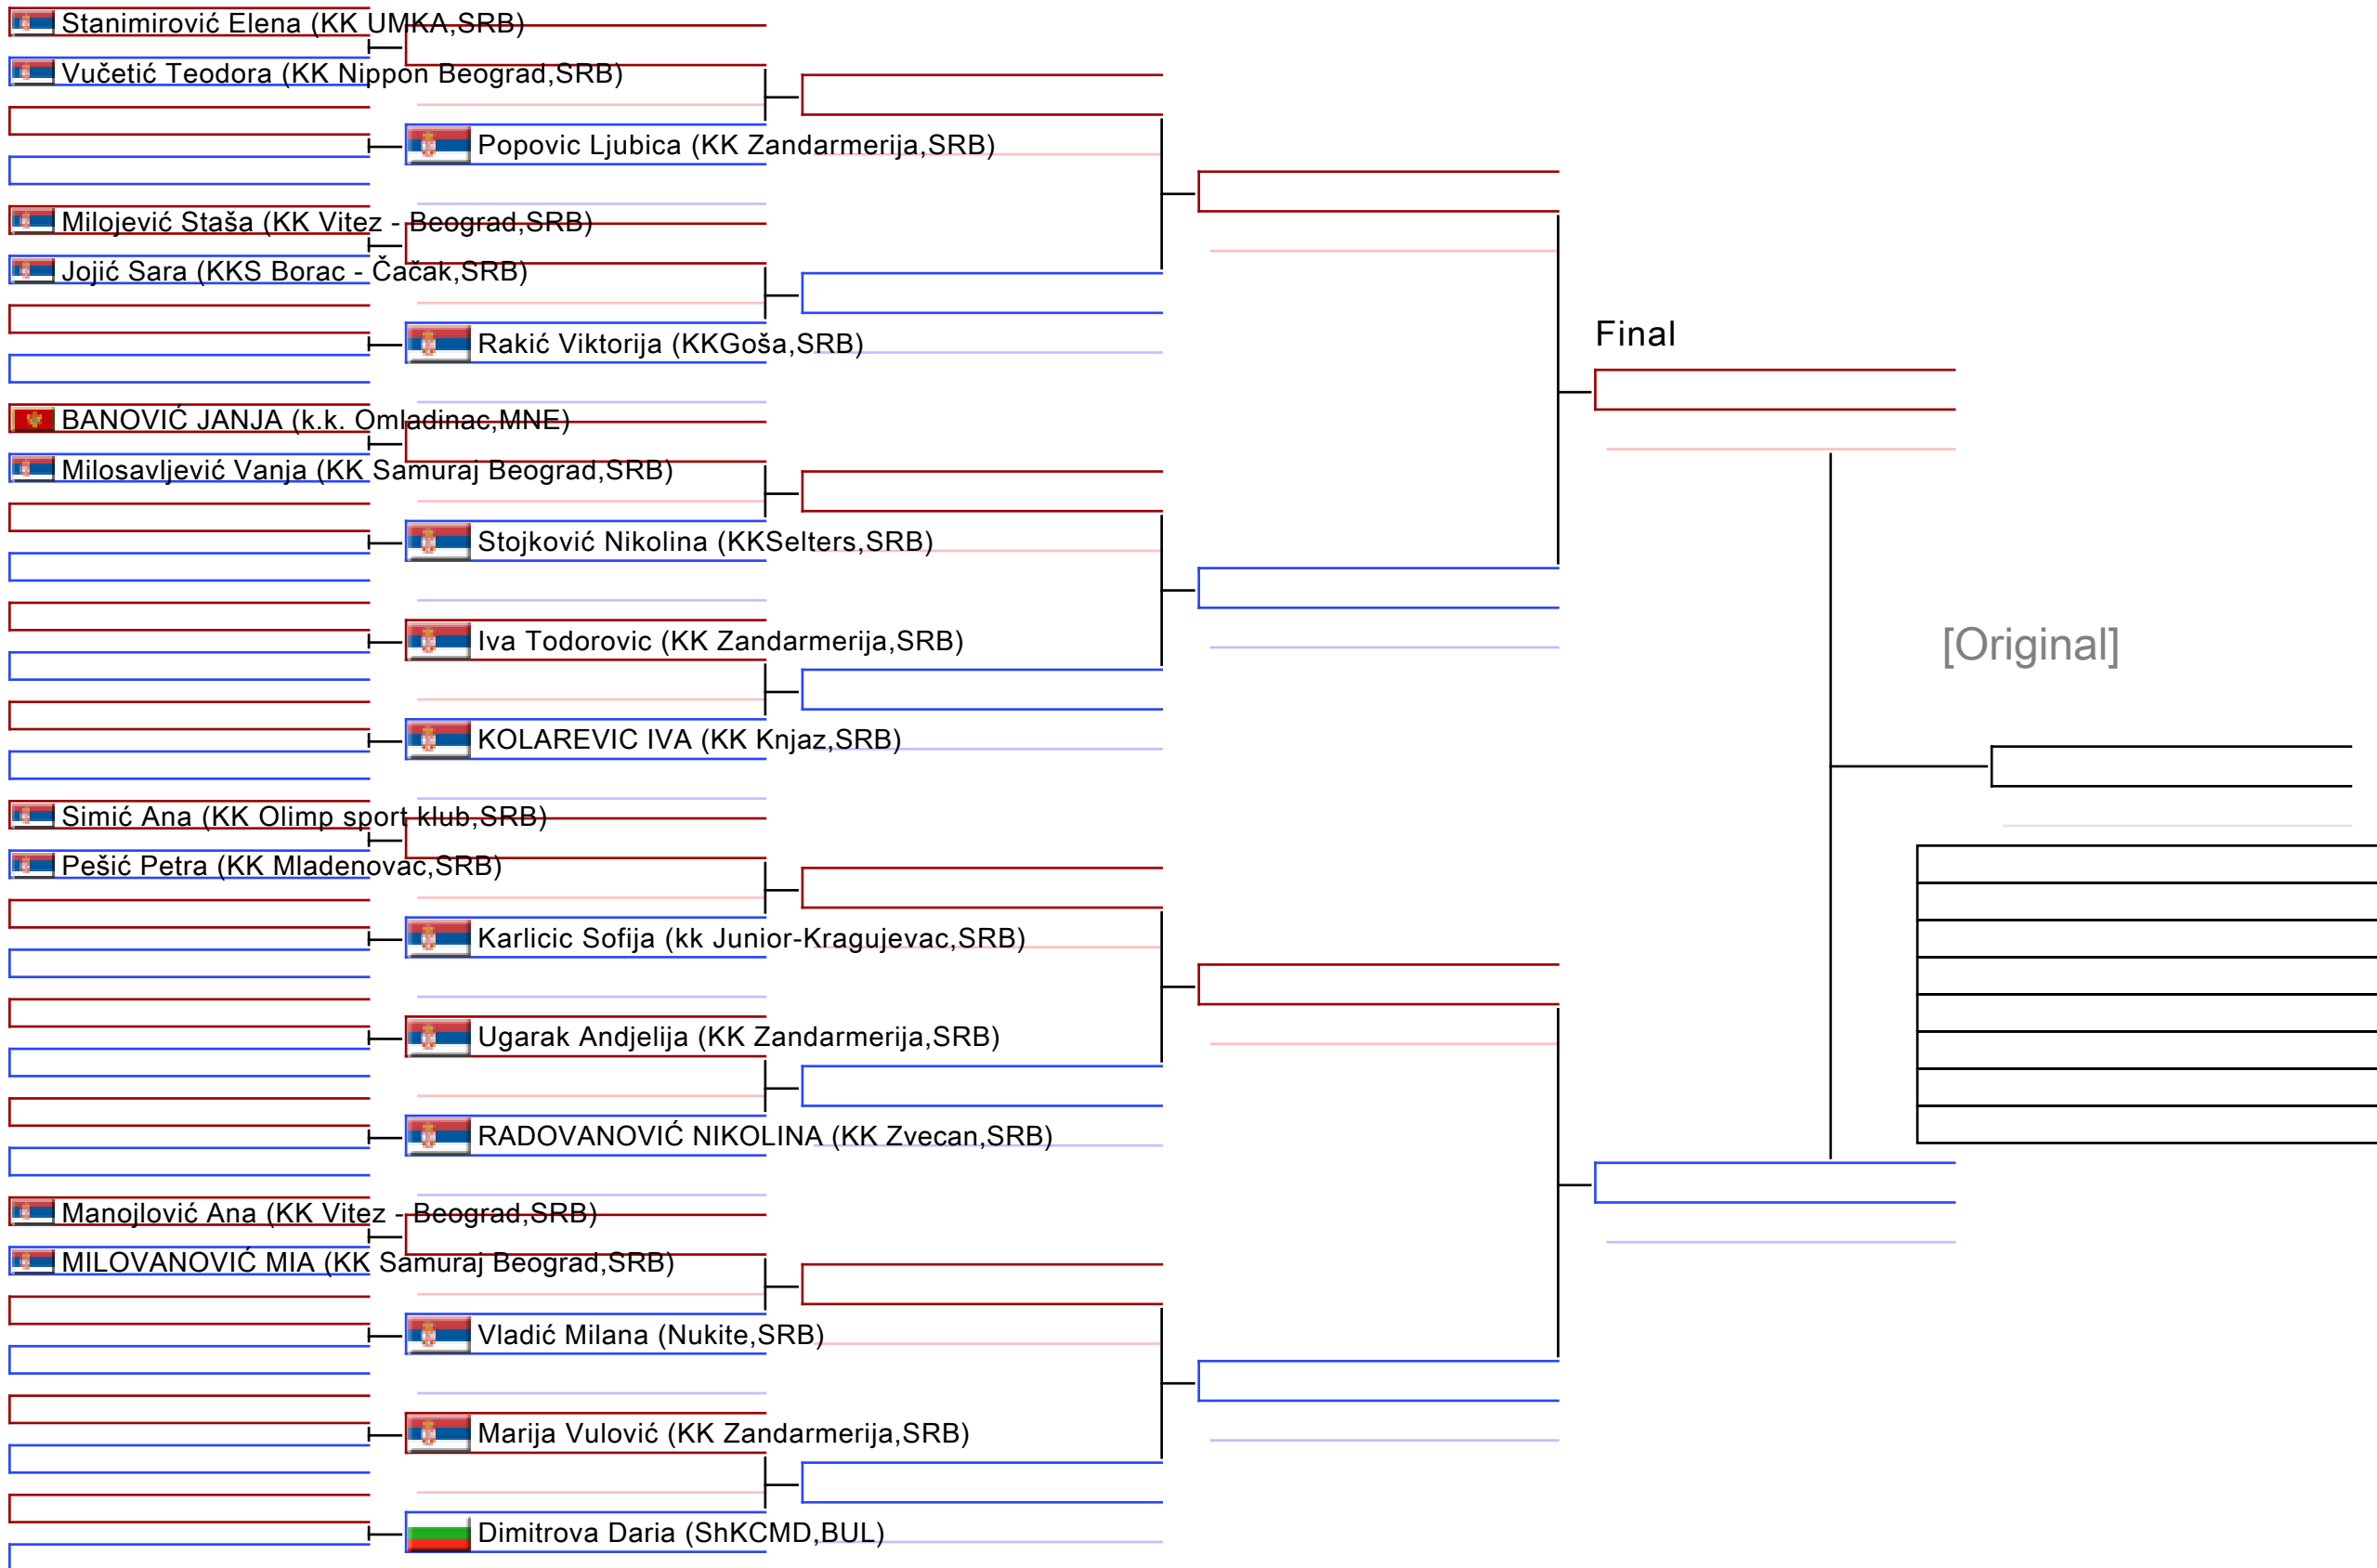 Stanimirović Elena (KK UMKA,SRB)
Vučetić Teodora (KK Nippon Beograd,SRB)
Popovic Ljubica (KK Zandarmerija,SRB)
Milojević Staša (KK Vitez - Beograd,SRB)
Jojić Sara (KKS Borac - Čačak,SRB)
Rakić Viktorija (KKGoša,SRB)
Final
BANOVIĆ JANJA (k.k. Omladinac,MNE)
Milosavljević Vanja (KK Samuraj Beograd,SRB)
Stojković Nikolina (KKSelters,SRB)
Iva Todorovic (KK Zandarmerija,SRB)
[Original]
KOLAREVIC IVA (KK Knjaz,SRB)
Simić Ana (KK Olimp sport klub,SRB)
Pešić Petra (KK Mladenovac,SRB)
Karlicic Sofija (kk Junior-Kragujevac,SRB)
Ugarak Andjelija (KK Zandarmerija,SRB)
RADOVANOVIĆ NIKOLINA (KK Zvecan,SRB)
Manojlović Ana (KK Vitez - Beograd,SRB)
MILOVANOVIĆ MIA (KK Samuraj Beograd,SRB)
Vladić Milana (Nukite,SRB)
Marija Vulović (KK Zandarmerija,SRB)
Dimitrova Daria (ShKCMD,BUL)